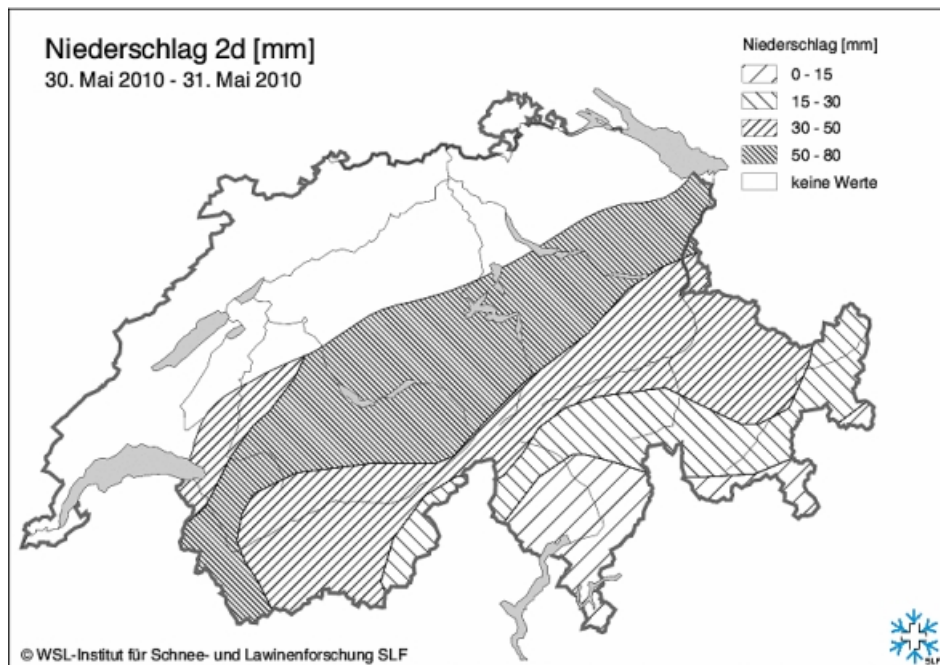 Niederschlag 2d [mm]
30. Mai 2010 - 31. Mai 2010
Niederschlag [mm]
0 - 15
15 - 30
30 - 50
50 - 80
keine Werte
© WSL-Institut für Schnee- und Lawinenforschung SLF
SLF